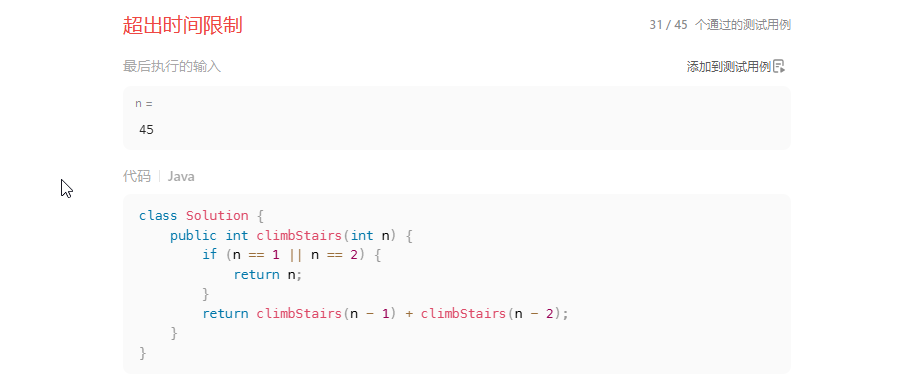 超出时间限制
31 / 45 个通过的测试用例
最后执行的输入
添加到测试用例
n =
45
代码 | Java
class Solution {
    public int climbStairs(int n) {
        if (n == 1 || n == 2) {
            return n;
        }
        return climbStairs(n - 1) + climbStairs(n - 2);
    }
}